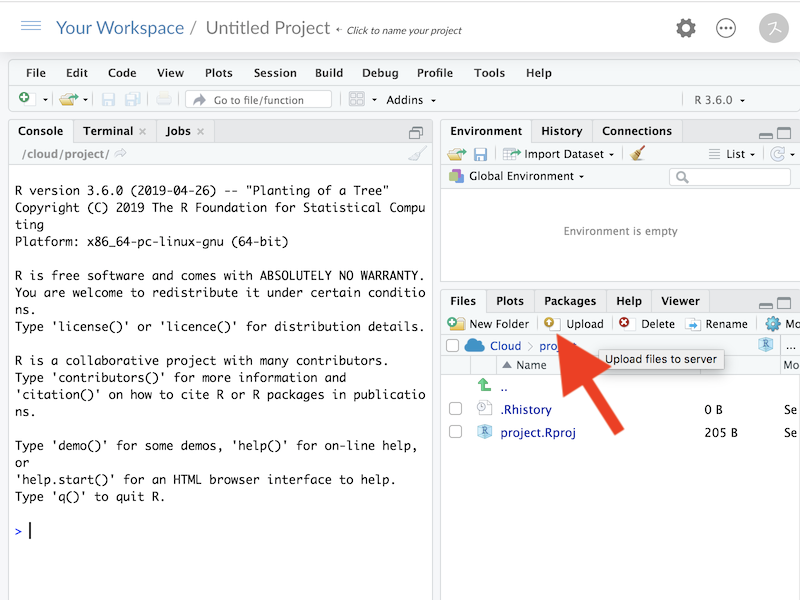 Your Workspace / Untitled Project ← Click to name your project
ス
File Edit Code View Plots Session Build Debug Profile Tools Help
Go to file/function Addins R 3.6.0
Console Terminal Jobs
/cloud/project/
R version 3.6.0 (2019-04-26) -- "Planting of a Tree"
Copyright (C) 2019 The R Foundation for Statistical Compu
ting
Platform: x86_64-pc-linux-gnu (64-bit)
R is free software and comes with ABSOLUTELY NO WARRANTY.
You are welcome to redistribute it under certain conditio
ns.
Type 'license()' or 'licence()' for distribution details.
R is a collaborative project with many contributors.
Type 'contributors()' for more information and
'citation()' on how to cite R or R packages in publicatio
ns.
Type 'demo()' for some demos, 'help()' for on-line help,
or
'help.start()' for an HTML browser interface to help.
Type 'q()' to quit R.
>
Environment History Connections
Import Dataset List
Global Environment
Environment is empty
Files Plots Packages Help Viewer
New Folder Upload Delete Rename Mo
Cloud proj R ...
Upload files to server
Name Mo
..
.Rhistory 0 B Se
R project.Rproj 205 B Se